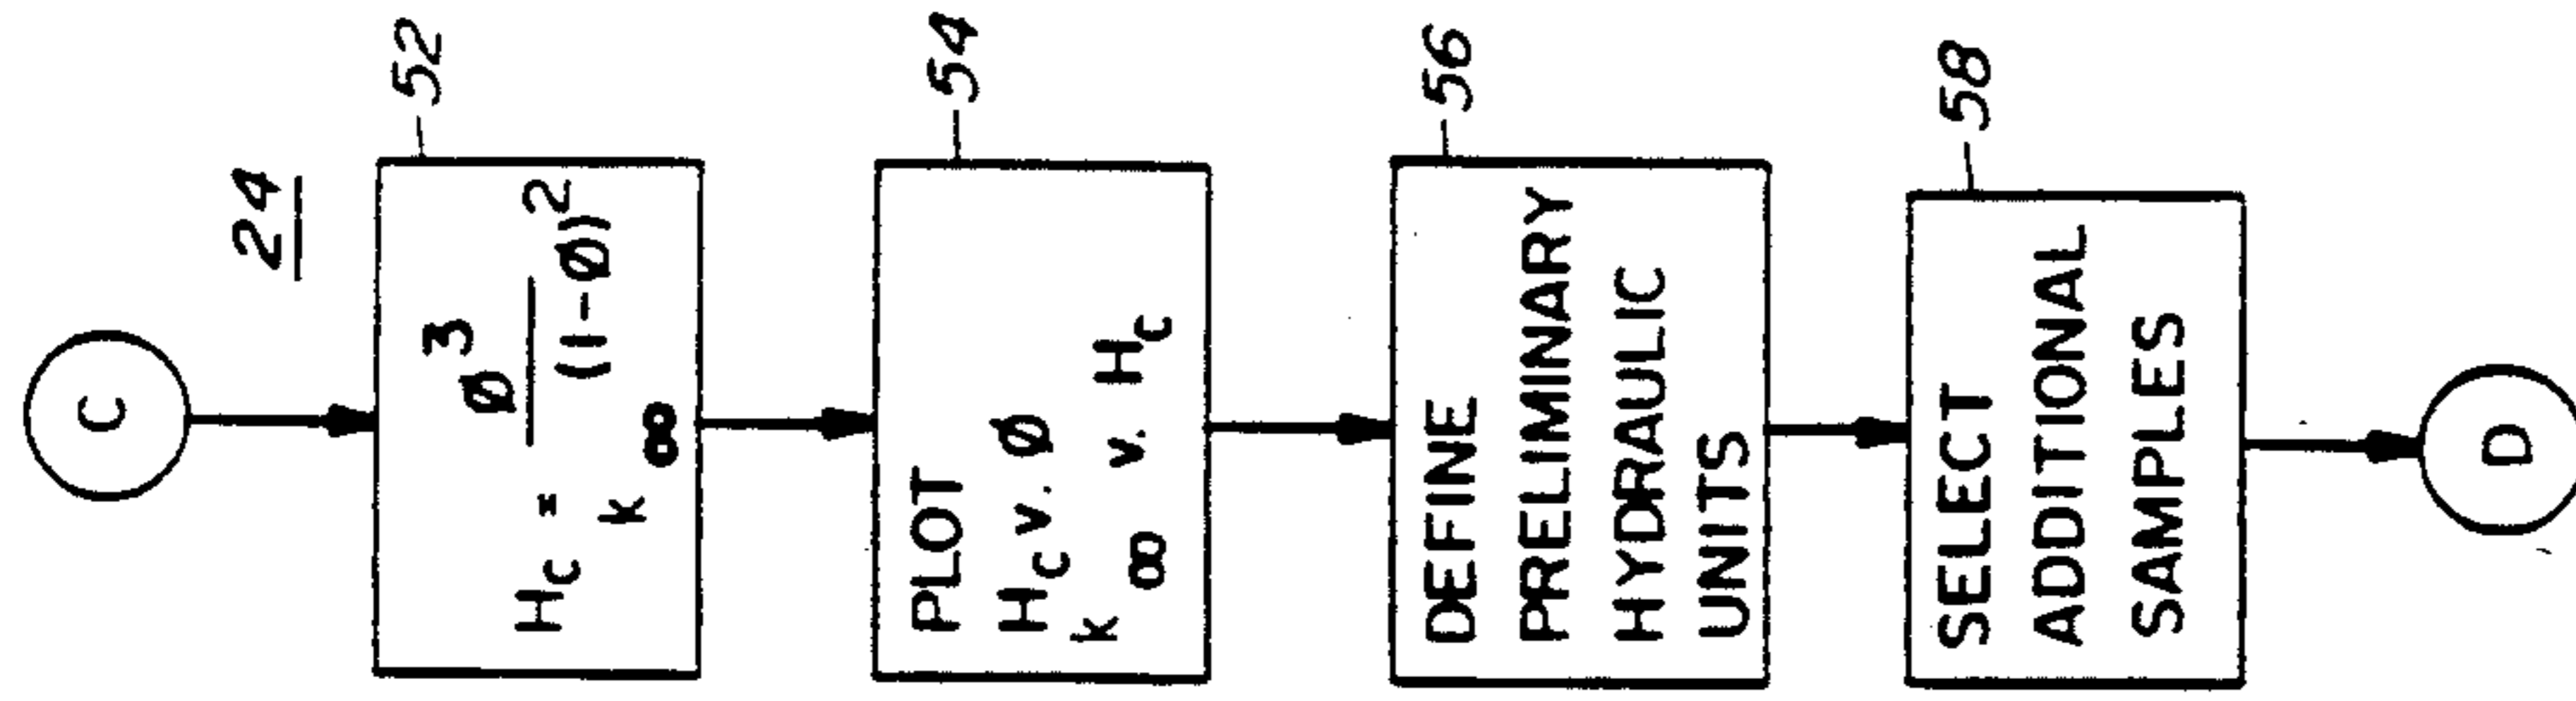 C
24
52
H_c = ø^3 / (1-ø)^2
k_∞
54
PLOT
H_c v. ø
k_∞ v. H_c
56
DEFINE
PRELIMINARY
HYDRAULIC
UNITS
58
SELECT
ADDITIONAL
SAMPLES
D